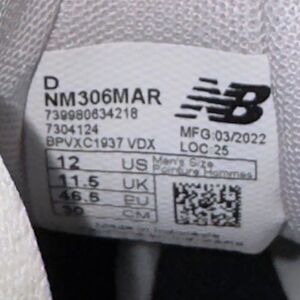 D
NM306MAR
739980634218
7304124
BPVXC1937 VDX
NB
MFG:03/2022
LOC:25
12 US Men's Size
11.5 UK Pointure Hommes
46.5 EU
30 CM